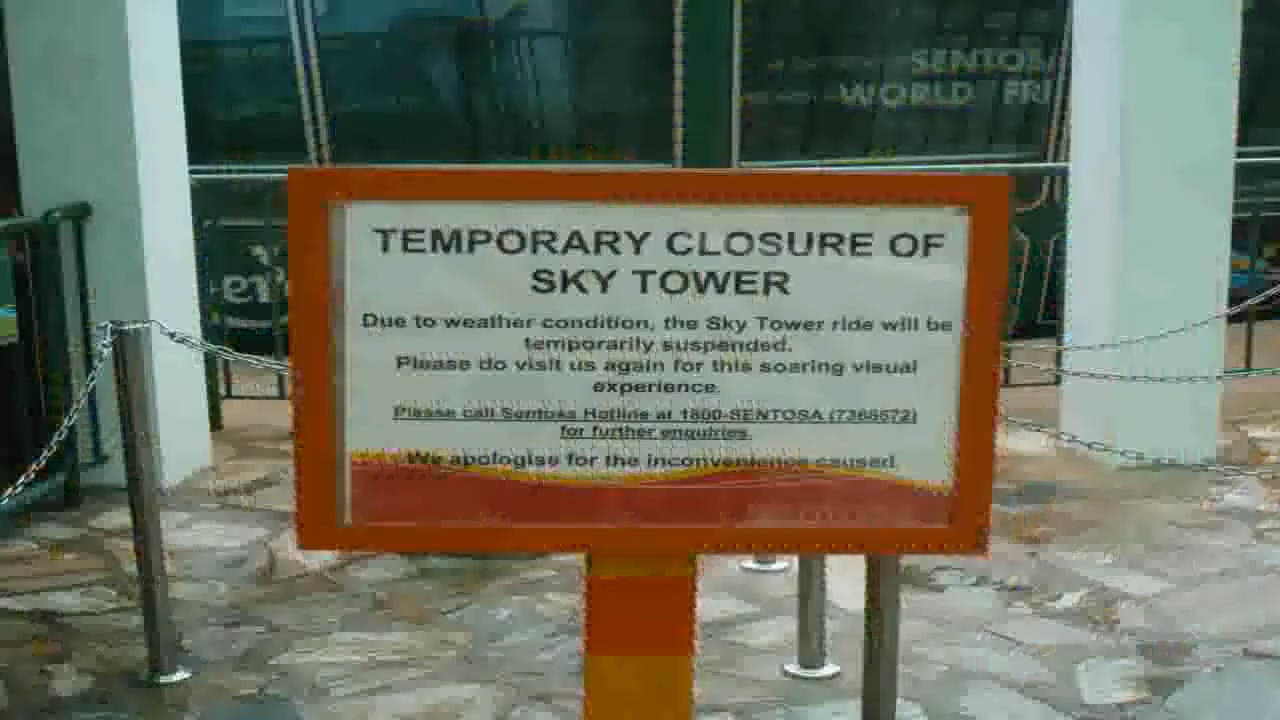 SENTOSA
WORLD FRI
TEMPORARY CLOSURE OF
SKY TOWER
Due to weather condition, the Sky Tower ride will be
temporarily suspended.
Please do visit us again for this soaring visual
experience.
Please call Sentosa Hotline at 1800-SENTOSA (7368672)
for further enquiries.
We apologise for the inconvenience caused.